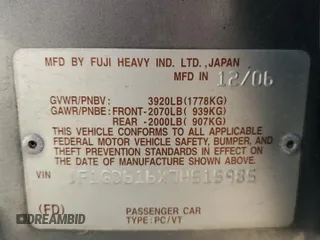 MFD BY FUJI HEAVY IND. LTD.,JAPAN
MFD IN 12/06
GVWR/PNBV: 3920LB(1778KG)
GAWR/PNBE: FRONT-2070LB( 939KG)
REAR -2000LB( 907KG)
THIS VEHICLE CONFORMS TO ALL APPLICABLE
FEDERAL MOTOR VEHICLE SAFETY, BUMPER,
AND THEFT PREVENTION STANDARDS IN EFFECT
ON THE DATE OF MANUFACTURE SHOWN ABOVE.
VIN
(FD) PASSENGER CAR
TYPE: PC/VT
AUTOBIDMASTER